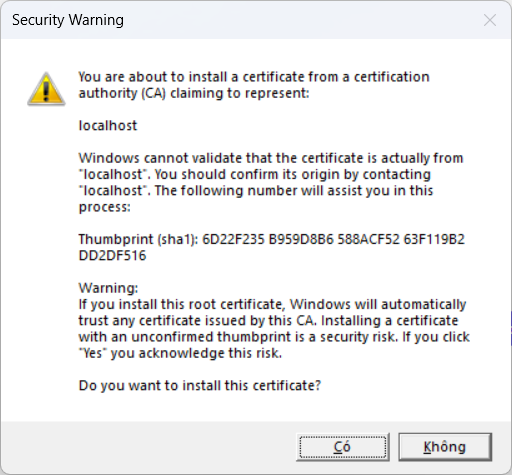 Security Warning
You are about to install a certificate from a certification
authority (CA) claiming to represent:
localhost
Windows cannot validate that the certificate is actually from
"localhost". You should confirm its origin by contacting
"localhost". The following number will assist you in this
process:
Thumbprint (sha1): 6D22F235 B959D8B6 588ACF52 63F119B2
DD2DF516
Warning:
If you install this root certificate, Windows will automatically
trust any certificate issued by this CA. Installing a certificate
with an unconfirmed thumbprint is a security risk. If you click
"Yes" you acknowledge this risk.
Do you want to install this certificate?
Có
Không